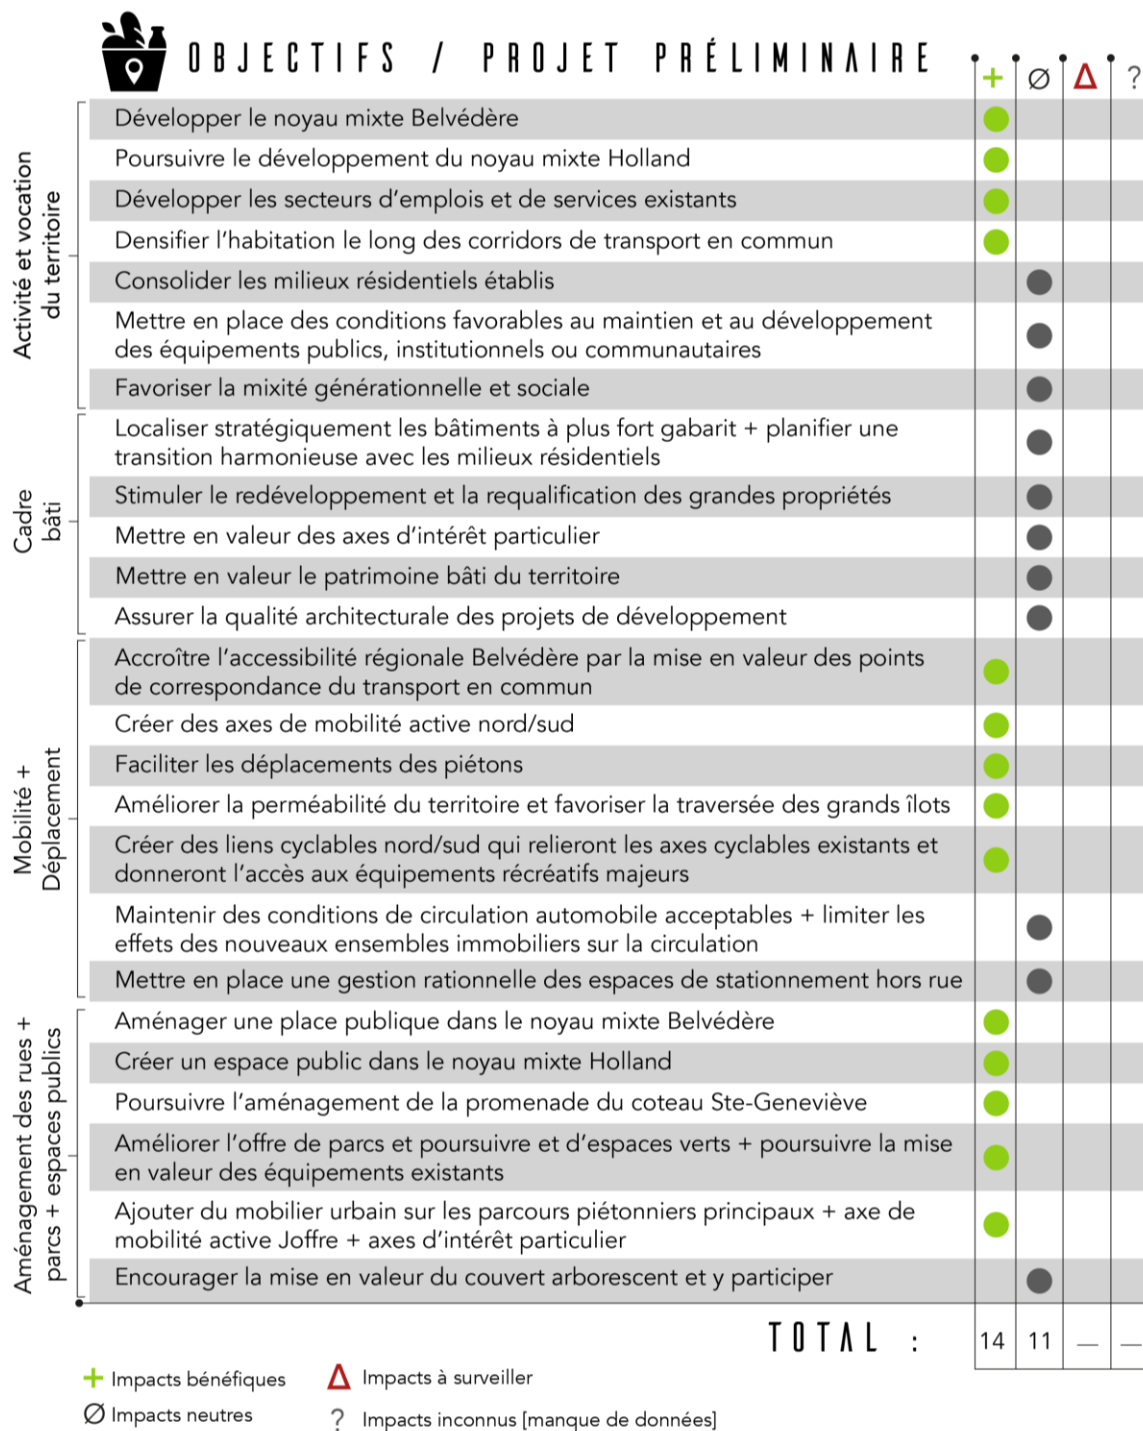 OBJECTIFS / PROJET PRÉLIMINAIRE
+ Ø Δ ?
Activité et vocation
du territoire
Développer le noyau mixte Belvédère
Poursuivre le développement du noyau mixte Holland
Développer les secteurs d’emplois et de services existants
Densifier l’habitation le long des corridors de transport en commun
Consolider les milieux résidentiels établis
Mettre en place des conditions favorables au maintien et au développement
des équipements publics, institutionnels ou communautaires
Favoriser la mixité générationnelle et sociale
Cadre
bâti
Localiser stratégiquement les bâtiments à plus fort gabarit + planifier une
transition harmonieuse avec les milieux résidentiels
Stimuler le redéveloppement et la requalification des grandes propriétés
Mettre en valeur des axes d’intérêt particulier
Mettre en valeur le patrimoine bâti du territoire
Assurer la qualité architecturale des projets de développement
Mobilité +
Déplacement
Accroître l’accessibilité régionale Belvédère par la mise en valeur des points
de correspondance du transport en commun
Créer des axes de mobilité active nord/sud
Faciliter les déplacements des piétons
Améliorer la perméabilité du territoire et favoriser la traversée des grands îlots
Créer des liens cyclables nord/sud qui relieront les axes cyclables existants et
donneront l’accès aux équipements récréatifs majeurs
Maintenir des conditions de circulation automobile acceptables + limiter les
effets des nouveaux ensembles immobiliers sur la circulation
Mettre en place une gestion rationnelle des espaces de stationnement hors rue
Aménagement des rues +
parcs + espaces publics
Aménager une place publique dans le noyau mixte Belvédère
Créer un espace public dans le noyau mixte Holland
Poursuivre l’aménagement de la promenade du coteau Ste-Geneviève
Améliorer l’offre de parcs et poursuivre et d’espaces verts + poursuivre la mise
en valeur des équipements existants
Ajouter du mobilier urbain sur les parcours piétonniers principaux + axe de
mobilité active Joffre + axes d’intérêt particulier
Encourager la mise en valeur du couvert arborescent et y participer
TOTAL : 14 11 — —
+ Impacts bénéfiques
Δ Impacts à surveiller
Ø Impacts neutres
? Impacts inconnus [manque de données]